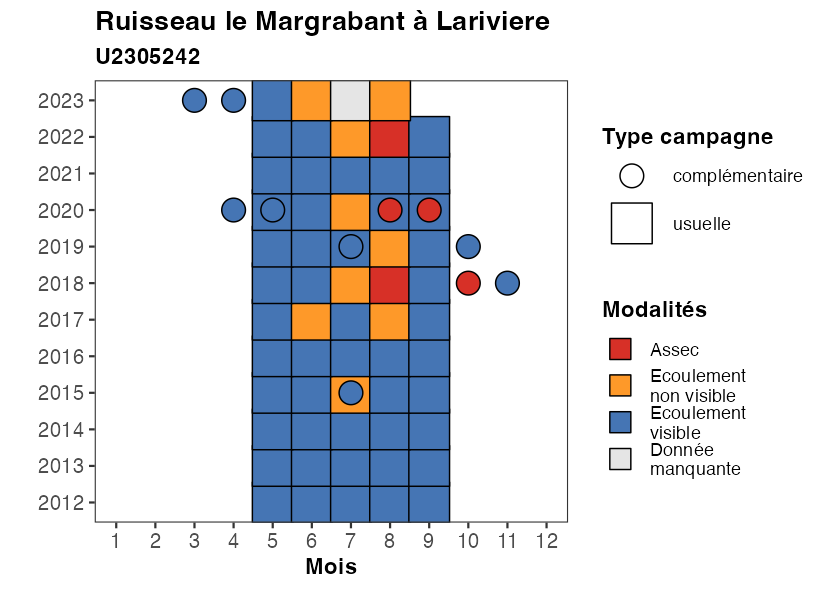 Ruisseau le Margrabant à Lariviere
U2305242
2023
2022
2021
2020
2019
2018
2017
2016
2015
2014
2013
2012
1 2 3 4 5 6 7 8 9 10 11 12
Mois
Type campagne
complémentaire
usuelle
Modalités
Assec
Ecoulement
non visible
Ecoulement
visible
Donnée
manquante